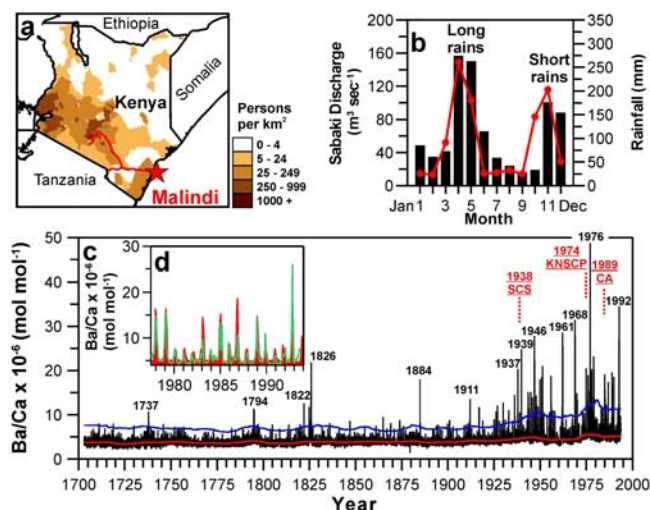 a
Ethiopia
Kenya
Somalia
Tanzania
Malindi
Persons
per km²
0 - 4
5 - 24
25 - 249
250 - 999
1000 +
b
Long
rains
Short
rains
Sabaki Discharge
(m³ sec⁻¹)
200
160
120
80
40
0
Rainfall (mm)
350
300
250
200
150
100
50
0
Jan 1 3 5 7 9 11 Dec
Month
c
Ba/Ca x 10⁻⁶ (mol mol⁻¹)
50
40
30
20
10
0
d
Ba/Ca x 10⁻⁶
(mol mol⁻¹)
30
20
10
1980 1985 1990
1737
1794
1822
1826
1884
1911
1937
1938
SCS
1939
1946
1961
1968
1974
KNSCP
1976
1989
CA
1992
1700 1725 1750 1775 1800 1825 1850 1875 1900 1925 1950 1975 2000
Year